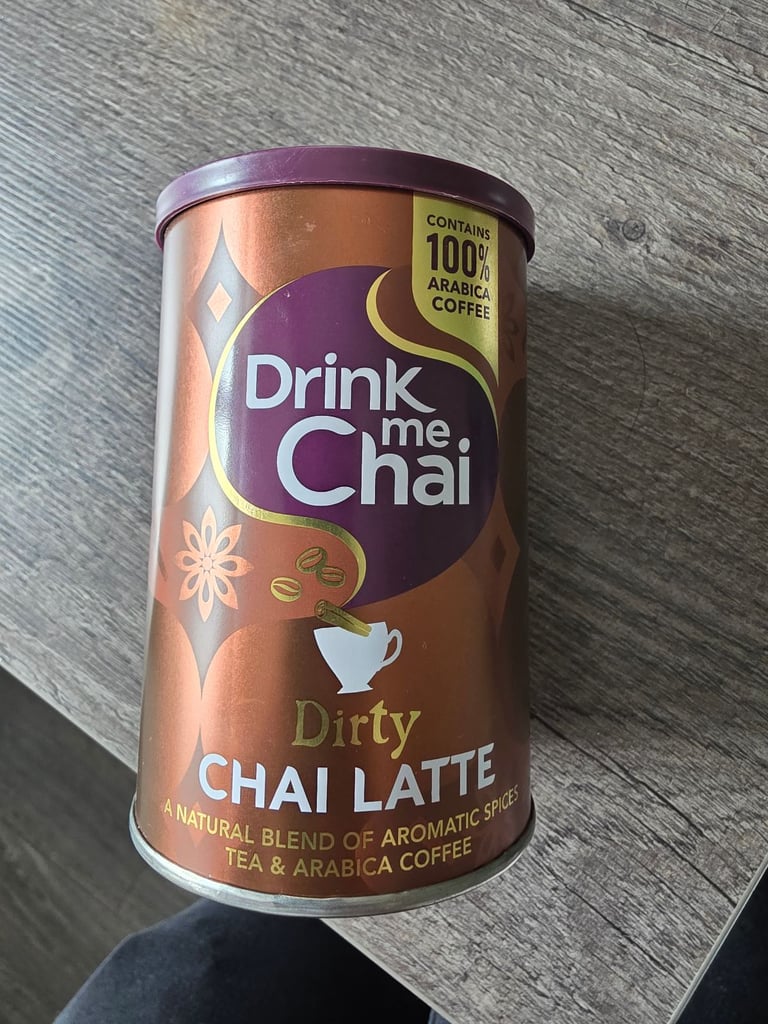 CONTAINS
100%
ARABICA
COFFEE
Drink
me
Chai
Dirty
CHAI LATTE
A NATURAL BLEND OF AROMATIC SPICES
TEA & ARABICA COFFEE